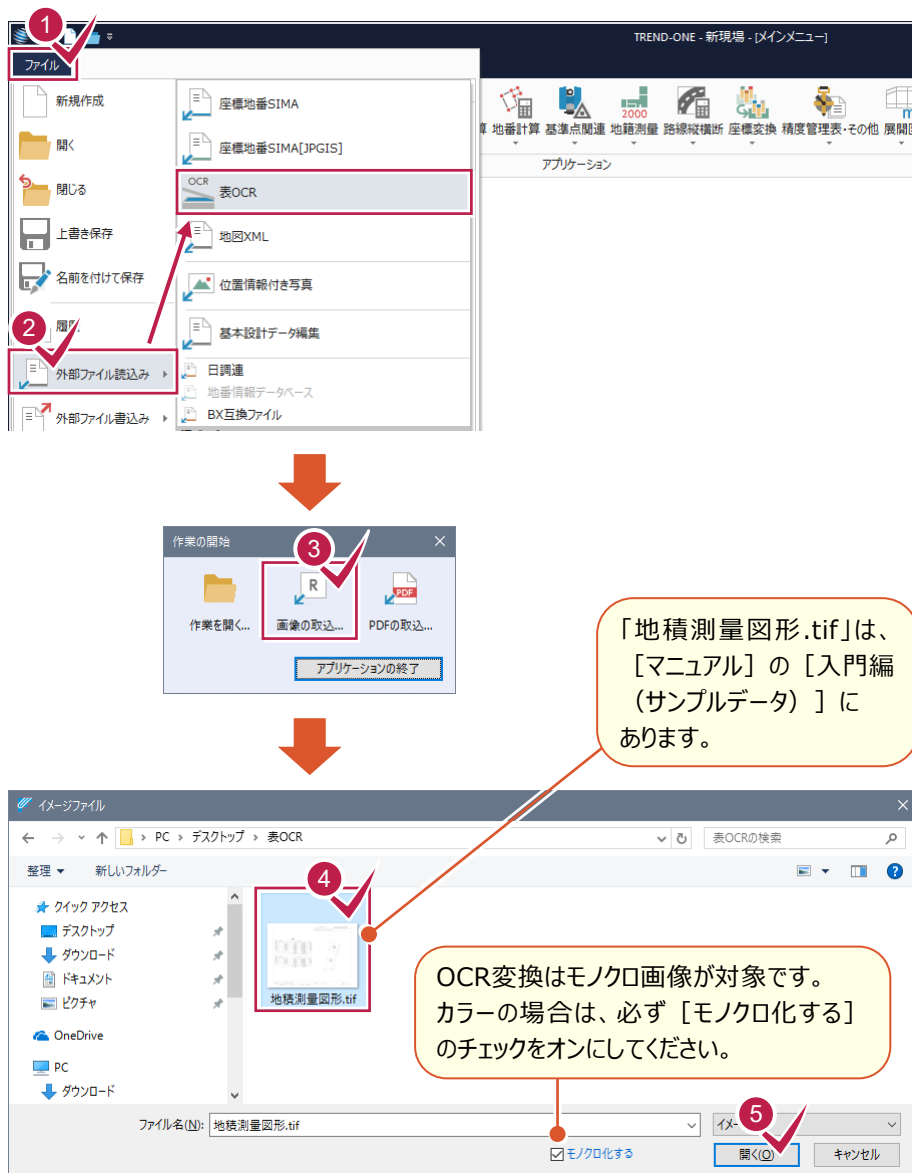 1
TREND-ONE - 新現場 - [メインメニュー]
ファイル
新規作成
開く
閉じる
上書き保存
名前を付けて保存
2
外部ファイル読込み
外部ファイル書込み
座標地番SIMA
座標地番SIMA[JPGIS]
OCR
表OCR
地図XML
位置情報付き写真
基本設計データ編集
日調連
地番情報データベース
BX互換ファイル
2000
地番計算 基準点関連 地籍測量 路線縦横断 座標変換 精度管理表・その他 展開
アプリケーション
作業の開始
3
R
PDF
作業を開く... 画像の取込... PDFの取込...
アプリケーションの終了
「地積測量図形.tif」は、
［マニュアル］の［入門編
（サンプルデータ）］に
あります。
イメージファイル
PC › デスクトップ › 表OCR
表OCRの検索
整理 新しいフォルダー
4
クイック アクセス
デスクトップ
ダウンロード
ドキュメント
ピクチャ
OneDrive
PC
ダウンロード
地積測量図形.tif
OCR変換はモノクロ画像が対象です。
カラーの場合は、必ず［モノクロ化する］
のチェックをオンにしてください。
ファイル名(N): 地積測量図形.tif
5
モノクロ化する
開く(O) キャンセル